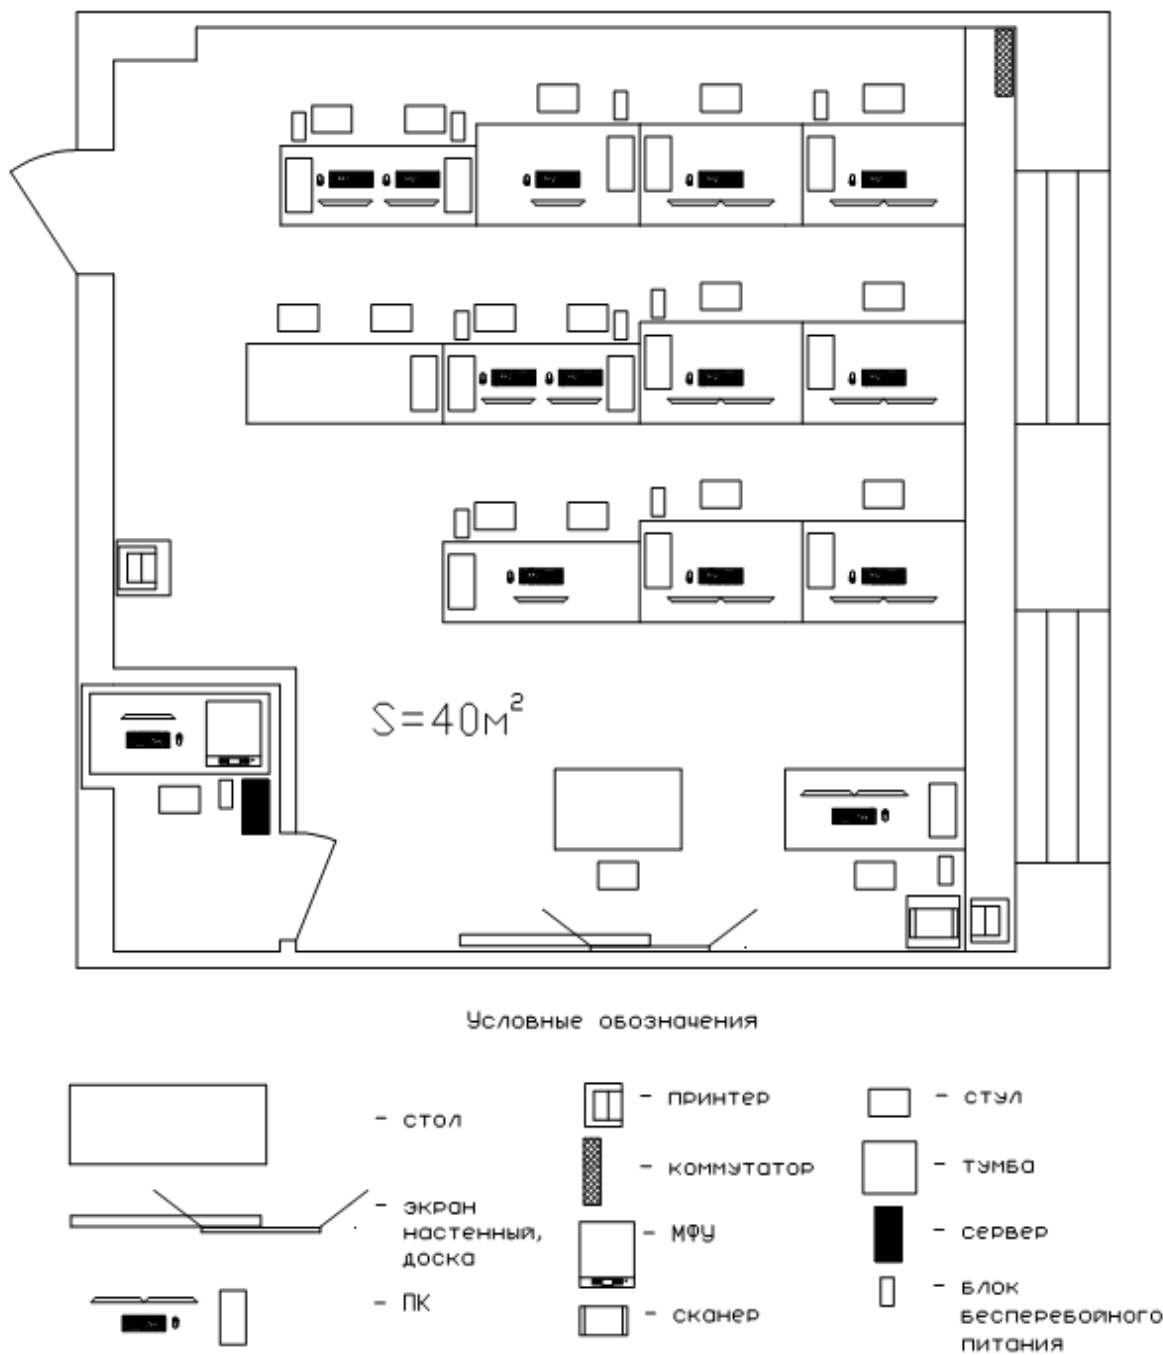 S=40м²
Условные обозначения
- стол
- экран
настенный,
доска
- ПК
- принтер
- коммутатор
- МФУ
- сканер
- стул
- тумба
- сервер
- блок
бесперебойного
питания